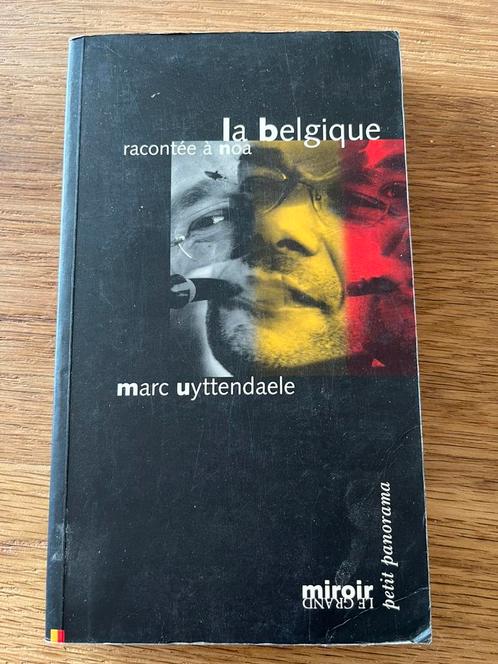 la belgique
racontée à noa
marc uyttendaele
petit panorama
miroir
LE GRAND